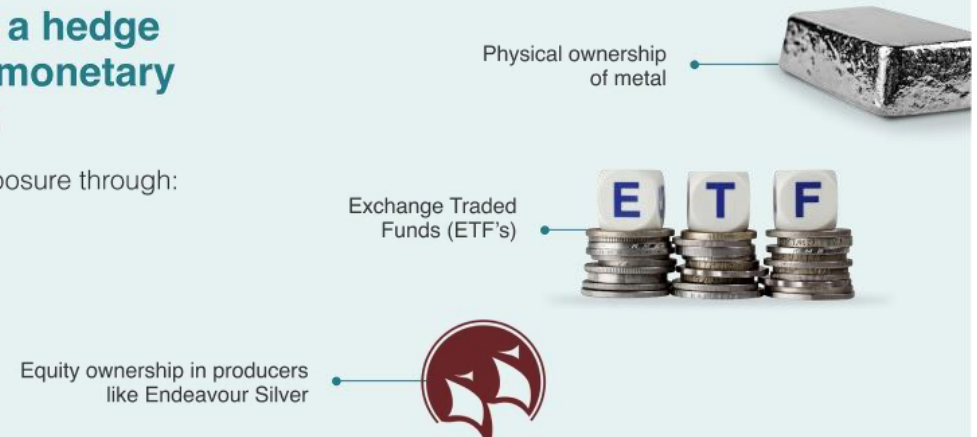 a hedge
monetary
posure through:
Physical ownership
of metal
Exchange Traded
Funds (ETF's)
E T F
Equity ownership in producers
like Endeavour Silver